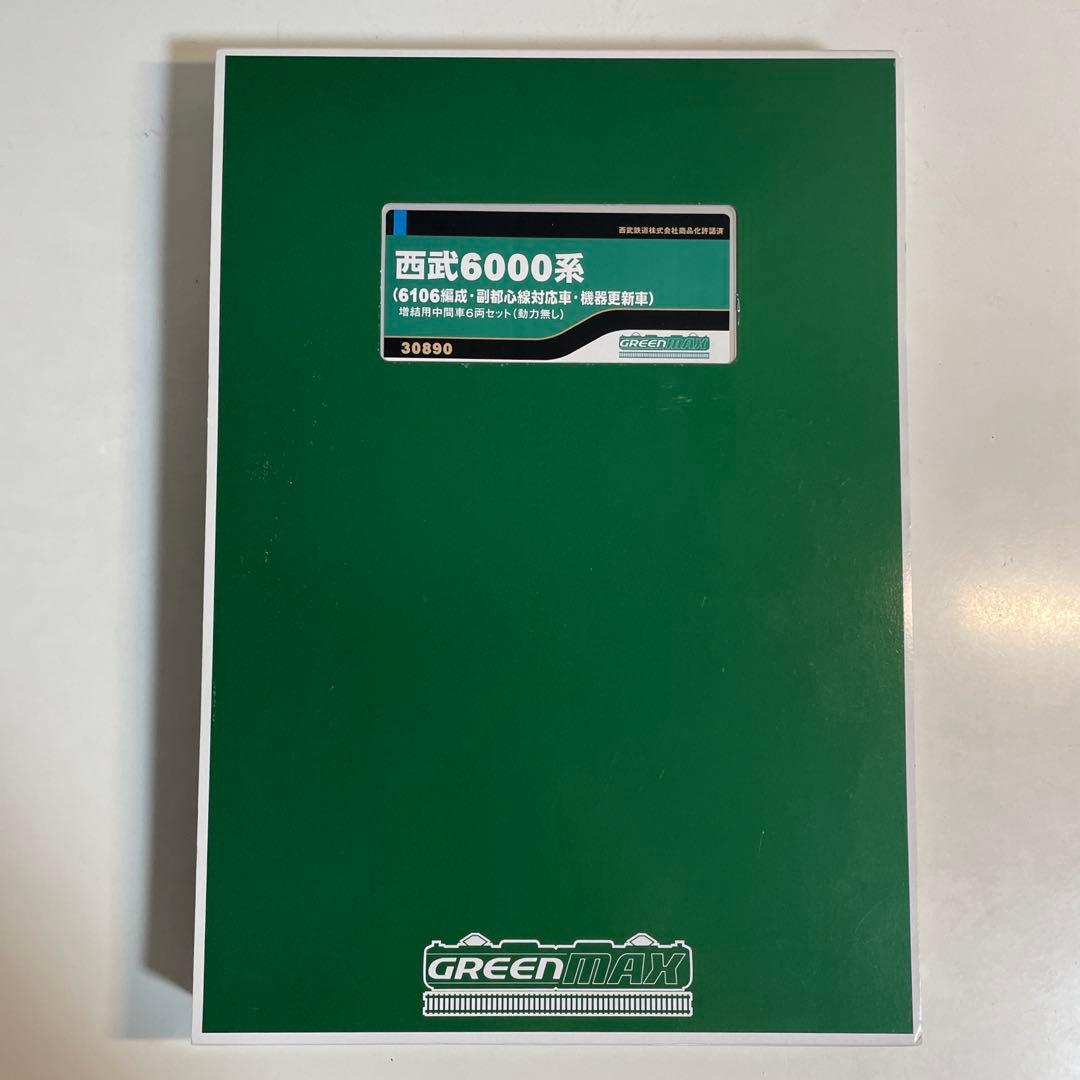 西武鉄道株式会社商品化許諾済
西武6000系
(6106編成・副都心線対応車・機器更新車)
増結用中間車6両セット(動力無し)
30890
GREENMAX
GREENMAX